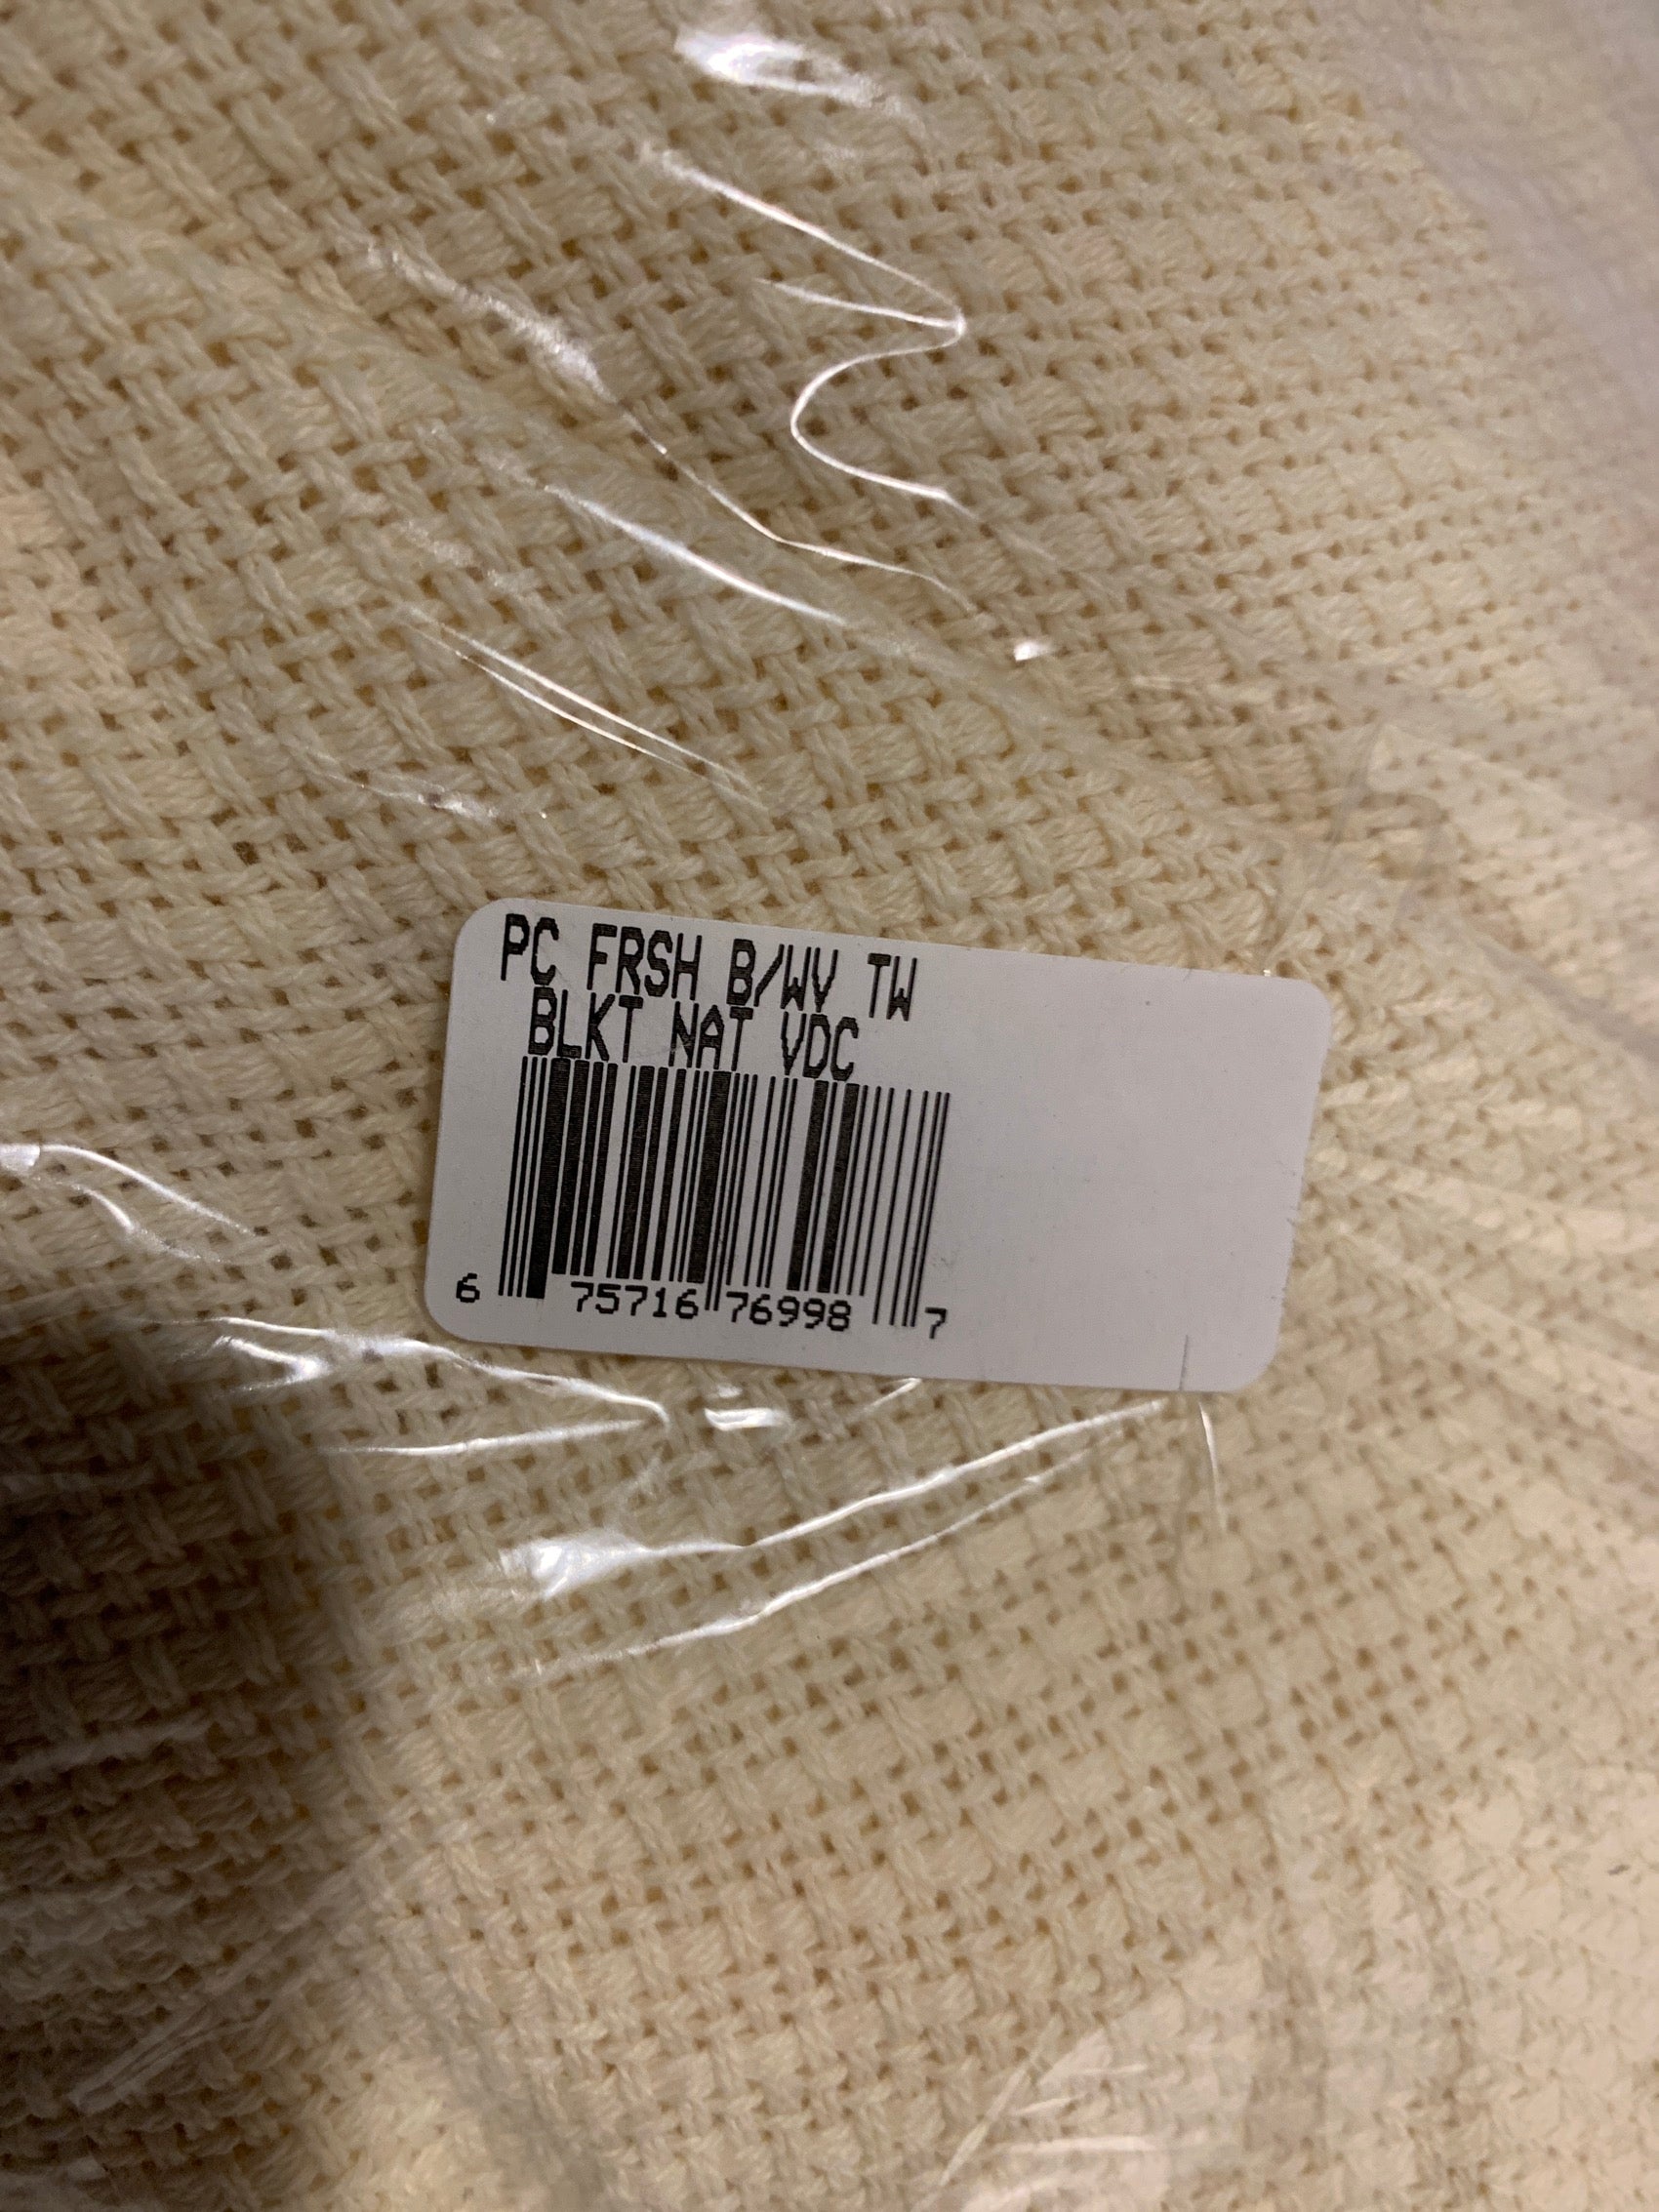 PC FRSH B/WV TW
BLKT NAT VDC
6 75716 76998 7